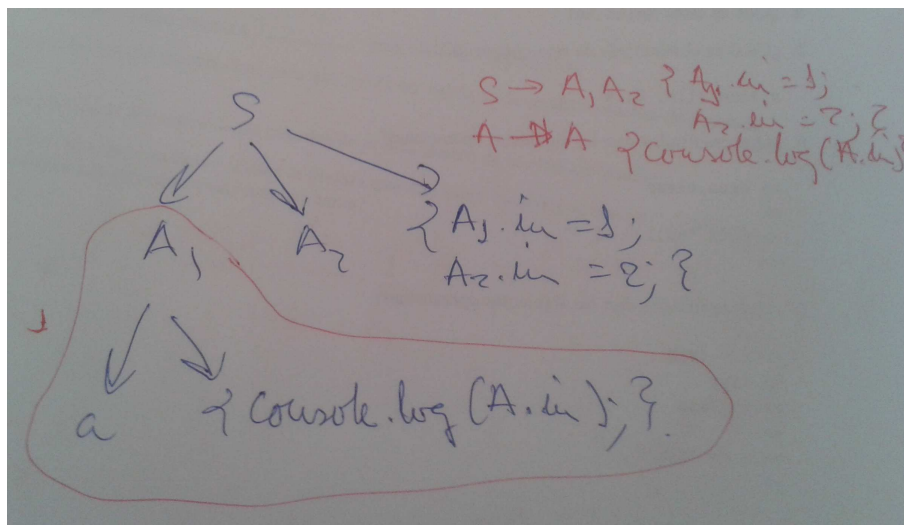 S → A₁ A₂ { A₁.in = 1;
A₂.in = 2; }
A → A { console.log(A.in)
S
A₁ A₂ { A₁.in = 1;
A₂.in = 2; }
1
a { console.log(A.in); }.